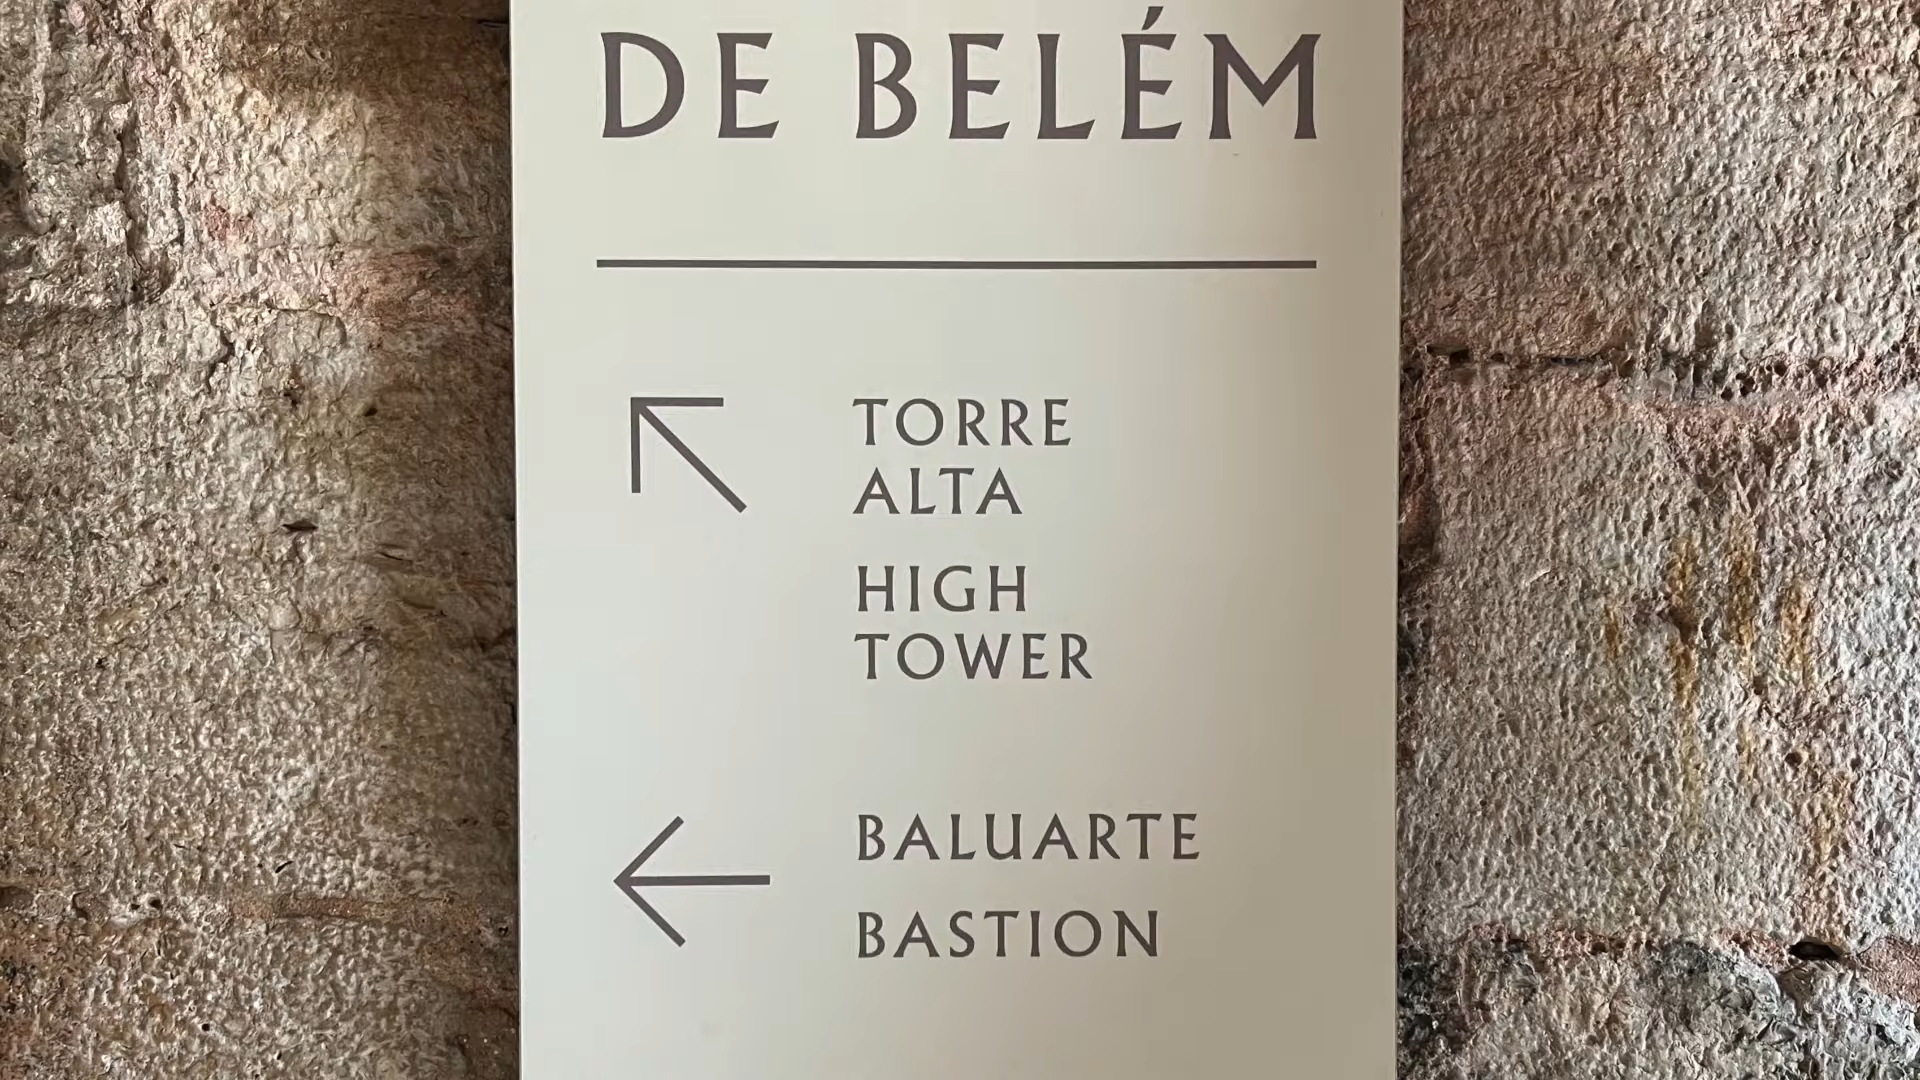 DE BELÉM
TORRE
ALTA
HIGH
TOWER
BALUARTE
BASTION